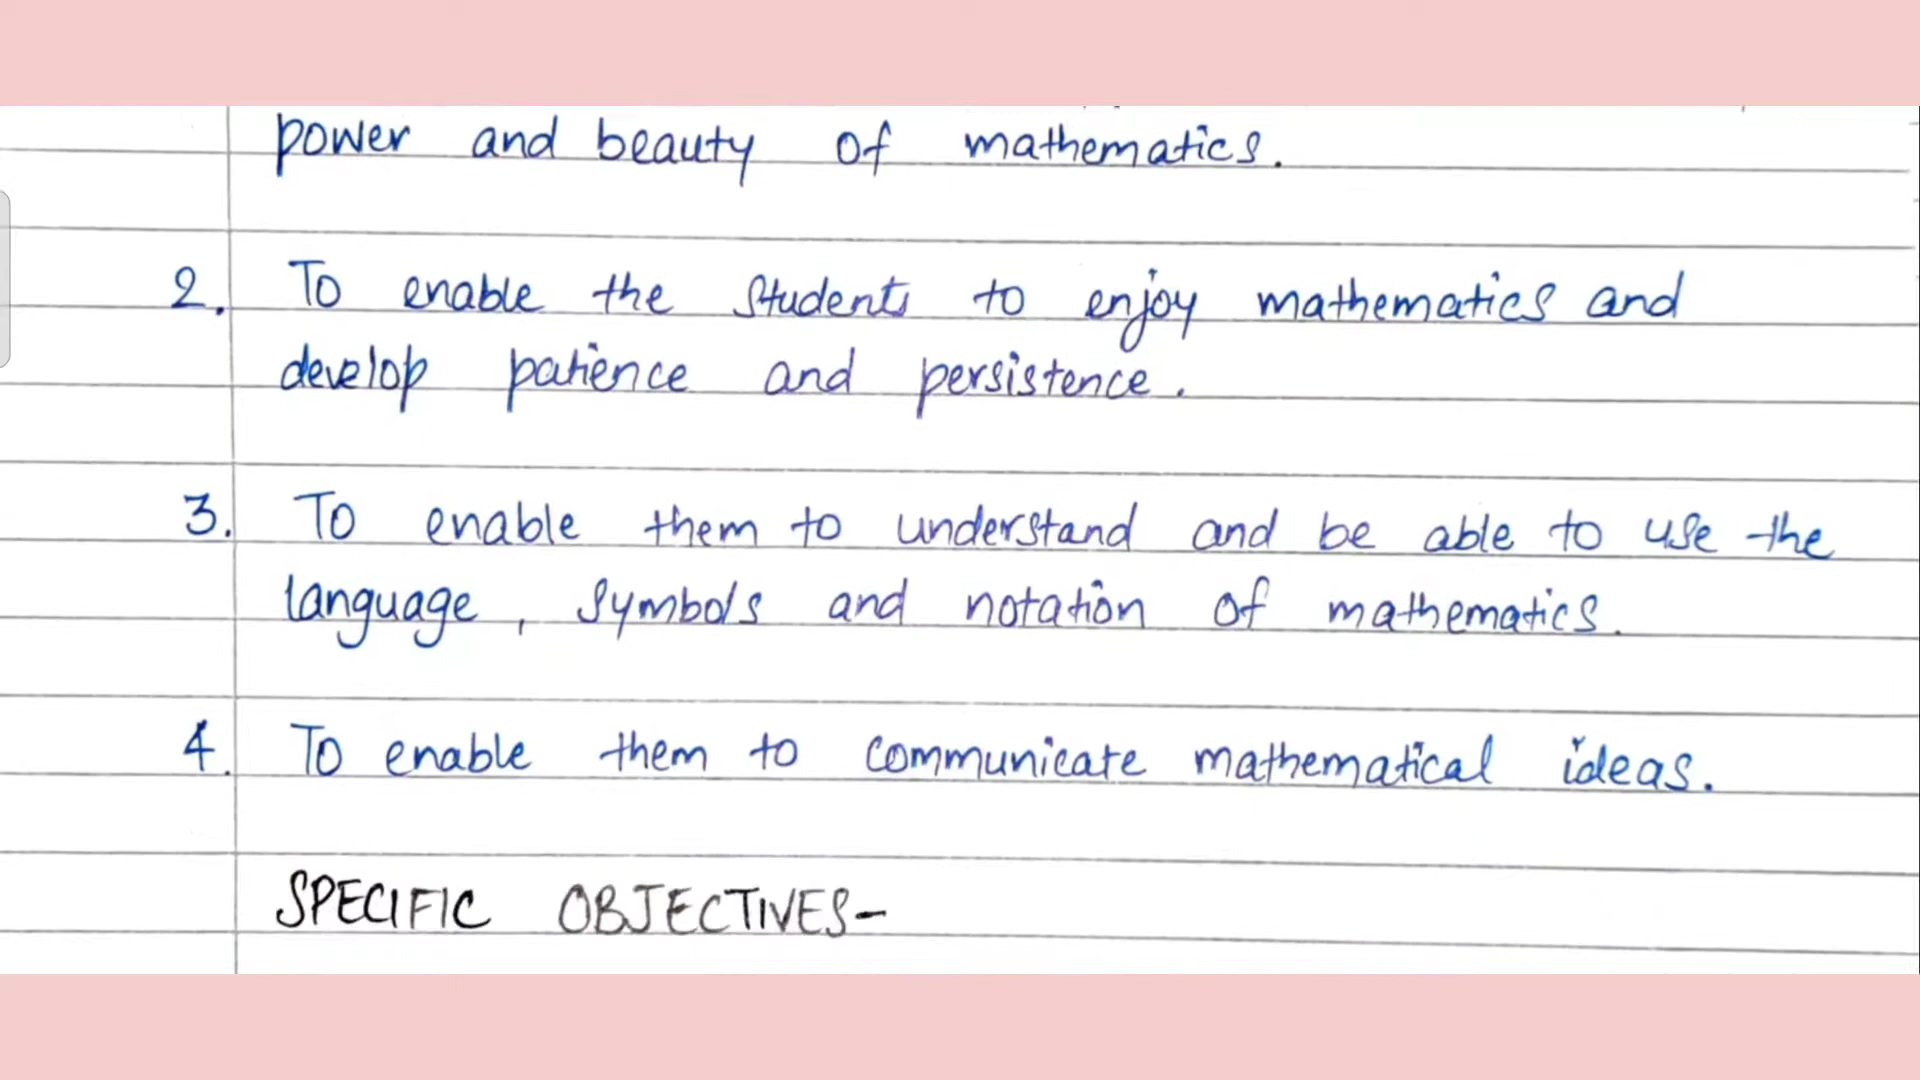 power and beauty of mathematics.
2. To enable the students to enjoy mathematics and
develop patience and persistence.
3. To enable them to understand and be able to use the
language, symbols and notation of mathematics.
4. To enable them to communicate mathematical ideas.
SPECIFIC OBJECTIVES-